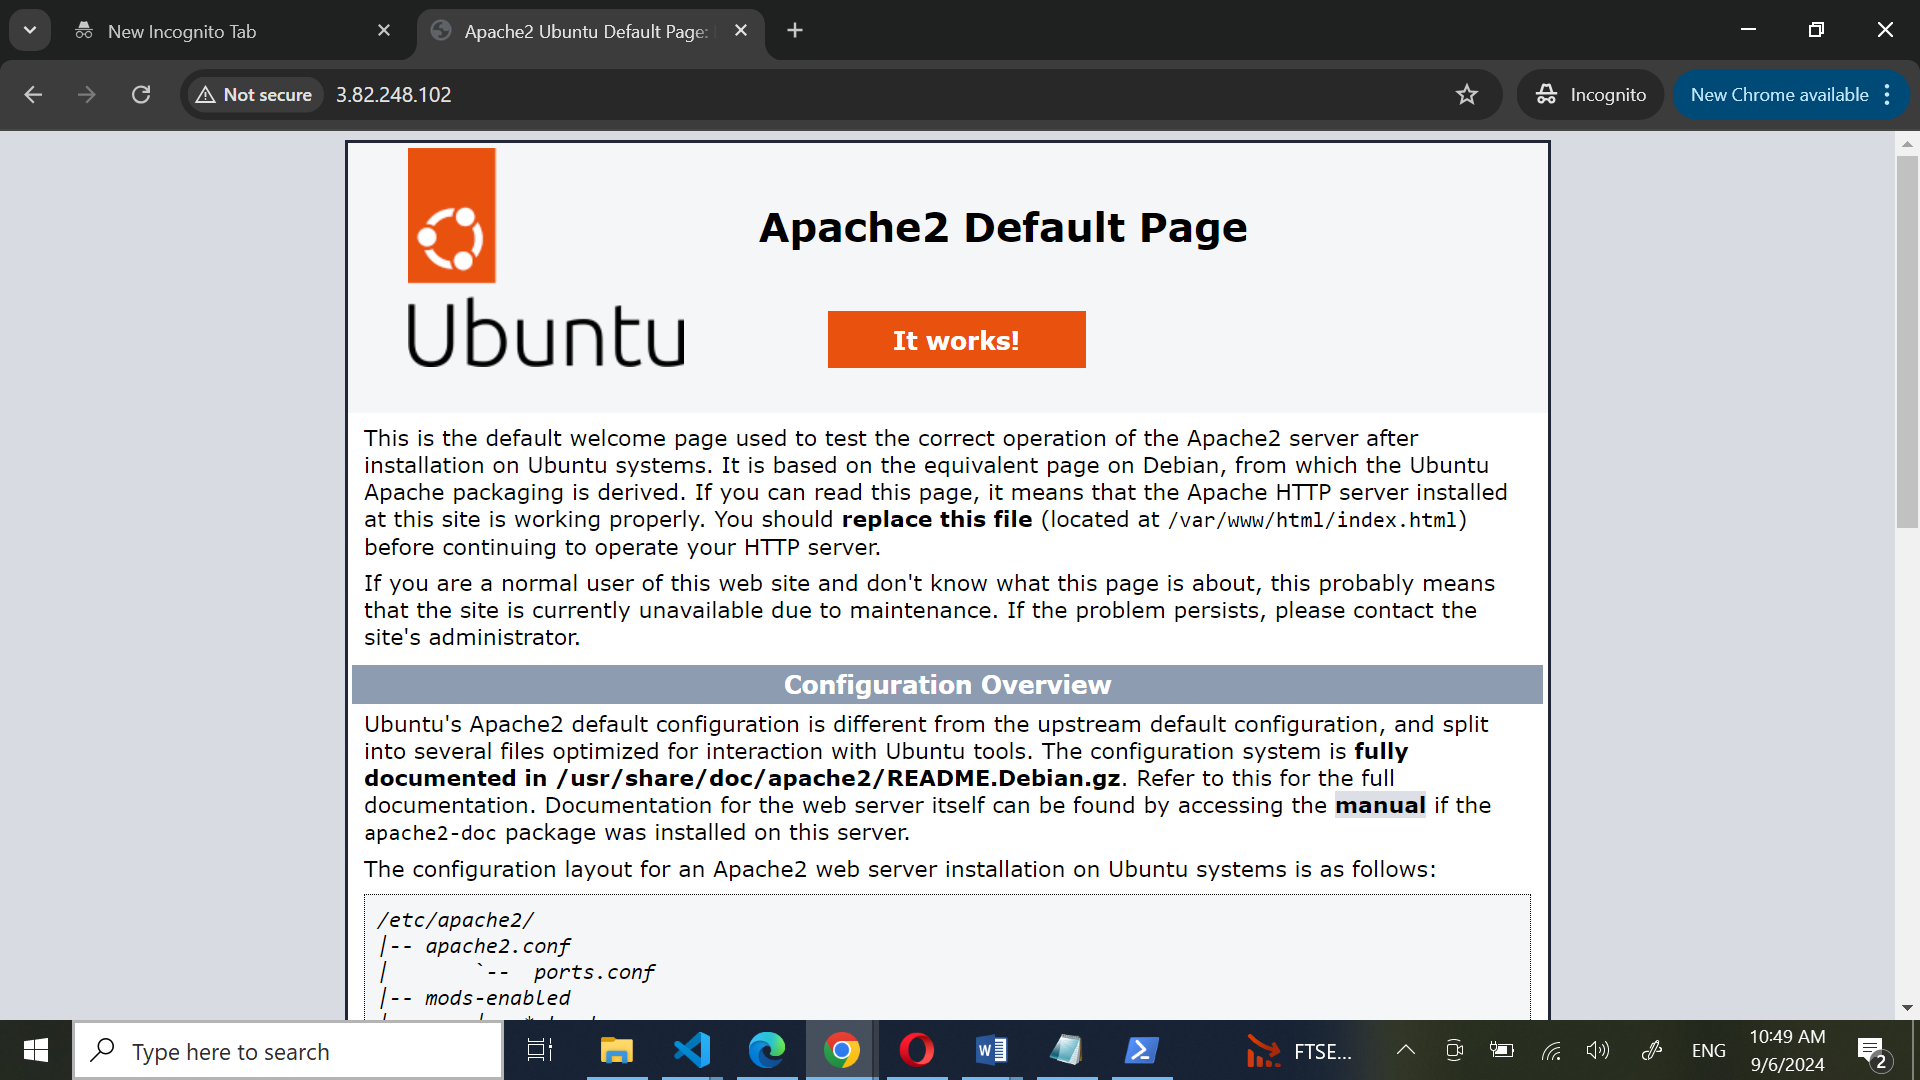 New Incognito Tab
Apache2 Ubuntu Default Page:
Not secure
3.82.248.102
Incognito
New Chrome available
Apache2 Default Page
Ubuntu
It works!
This is the default welcome page used to test the correct operation of the Apache2 server after
installation on Ubuntu systems. It is based on the equivalent page on Debian, from which the Ubuntu
Apache packaging is derived. If you can read this page, it means that the Apache HTTP server installed
at this site is working properly. You should replace this file (located at /var/www/html/index.html)
before continuing to operate your HTTP server.
If you are a normal user of this web site and don't know what this page is about, this probably means
that the site is currently unavailable due to maintenance. If the problem persists, please contact the
site's administrator.
Configuration Overview
Ubuntu's Apache2 default configuration is different from the upstream default configuration, and split
into several files optimized for interaction with Ubuntu tools. The configuration system is fully
documented in /usr/share/doc/apache2/README.Debian.gz. Refer to this for the full
documentation. Documentation for the web server itself can be found by accessing the manual if the
apache2-doc package was installed on this server.
The configuration layout for an Apache2 web server installation on Ubuntu systems is as follows:
/etc/apache2/
|-- apache2.conf
|       `--  ports.conf
|-- mods-enabled
Type here to search
W
FTSE...
ENG
10:49 AM
9/6/2024
2